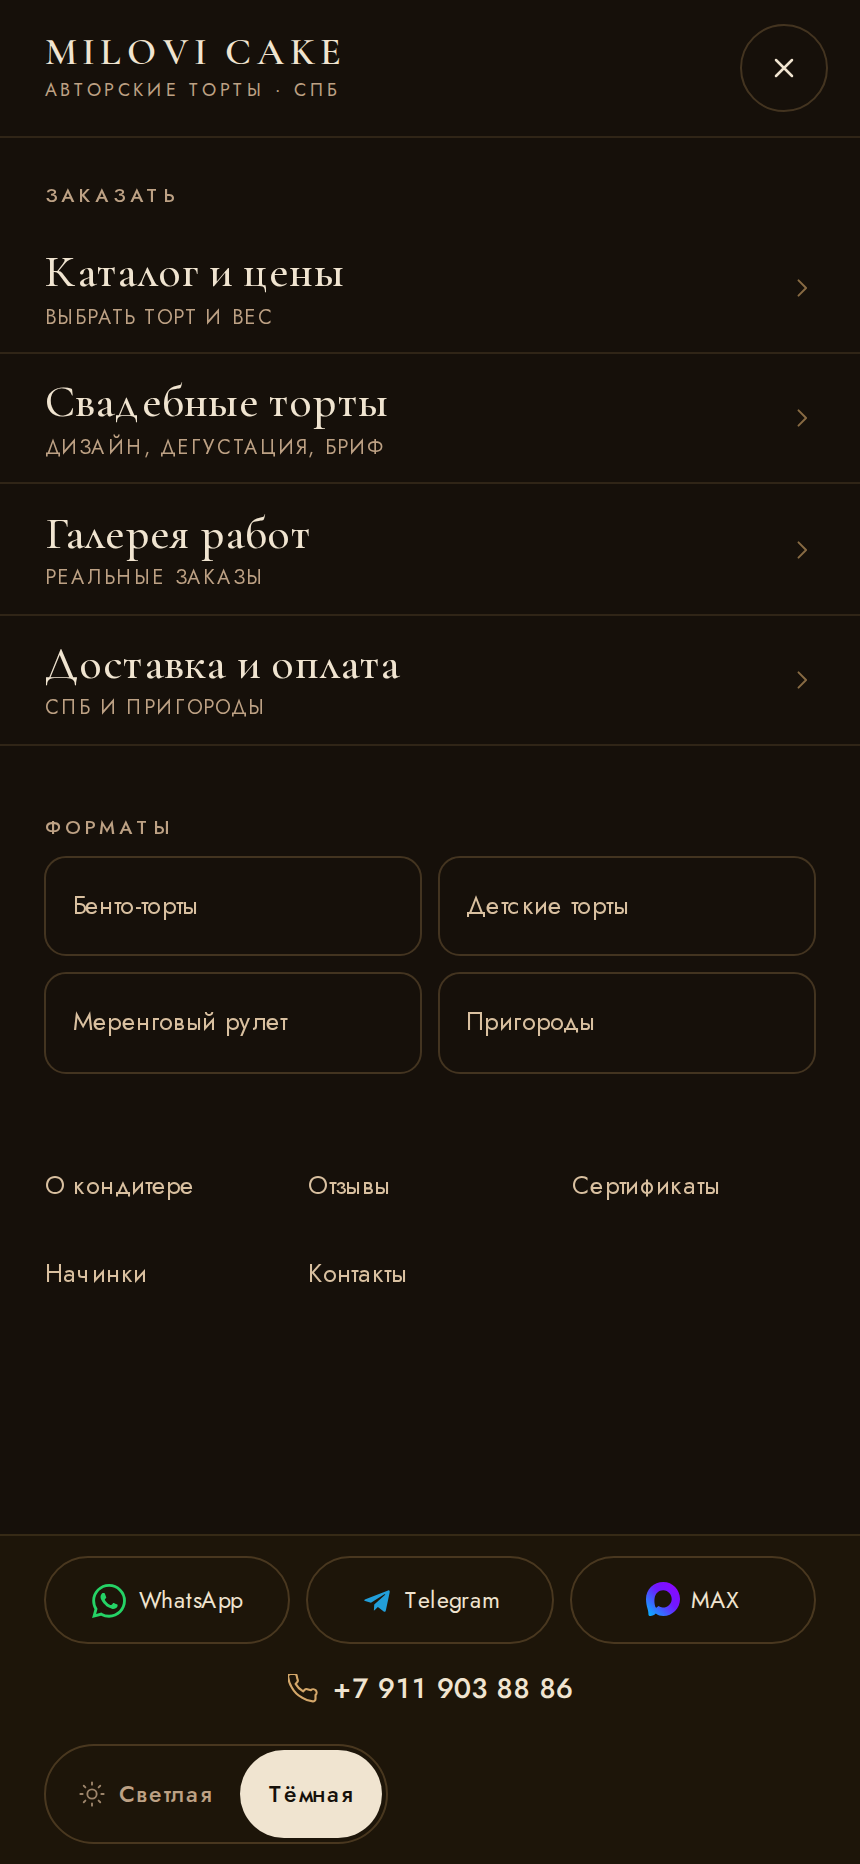 MILOVI CAKE
АВТОРСКИЕ ТОРТЫ · СПБ
ЗАКАЗАТЬ
Каталог и цены
ВЫБРАТЬ ТОРТ И ВЕС
Свадебные торты
ДИЗАЙН, ДЕГУСТАЦИЯ, БРИФ
Галерея работ
РЕАЛЬНЫЕ ЗАКАЗЫ
Доставка и оплата
СПБ И ПРИГОРОДЫ
ФОРМАТЫ
Бенто-торты
Детские торты
Меренговый рулет
Пригороды
О кондитере
Отзывы
Сертификаты
Начинки
Контакты
WhatsApp
Telegram
MAX
+7 911 903 88 86
Светлая
Тёмная